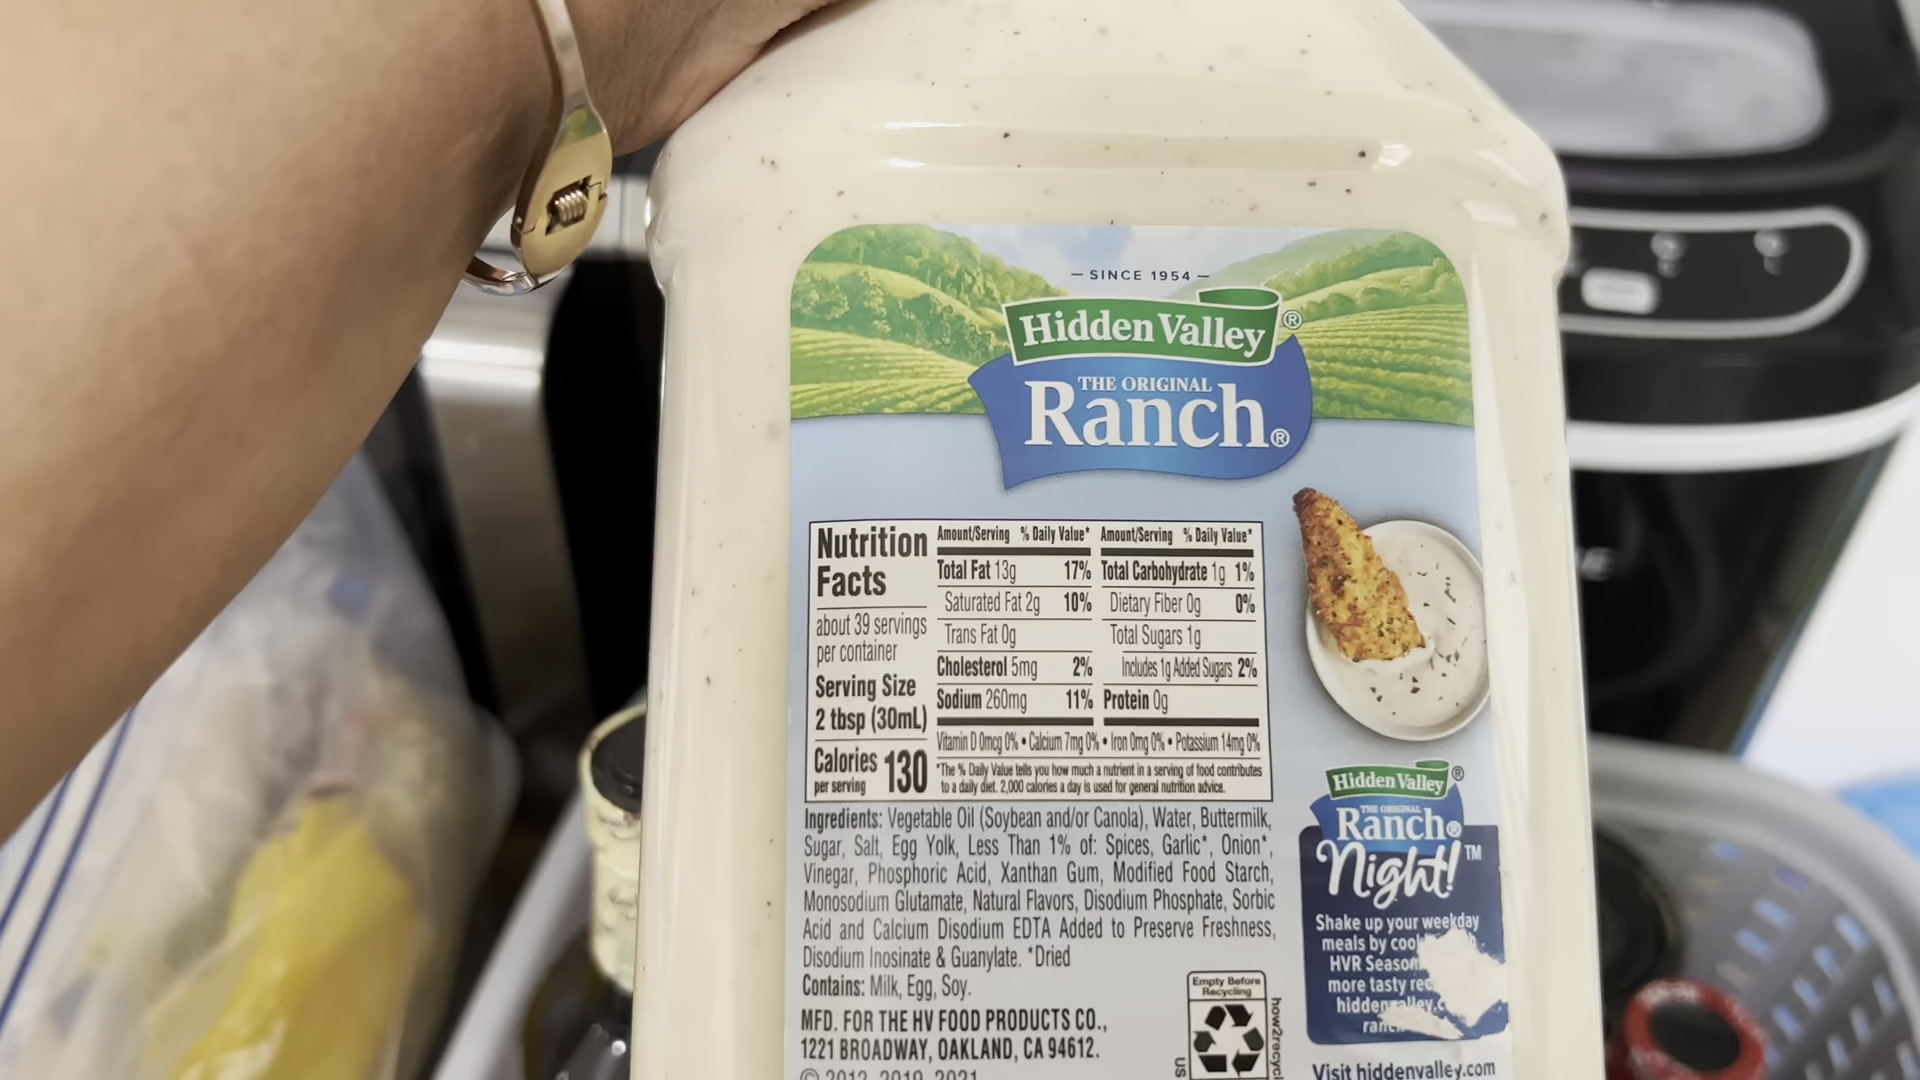 — SINCE 1954 —
Hidden Valley ®
THE ORIGINAL
Ranch®
Nutrition
Facts
about 39 servings
per container
Serving Size
2 tbsp (30mL)
Calories 130
per serving
Amount/Serving % Daily Value*
Total Fat 13g 17%
Saturated Fat 2g 10%
Trans Fat 0g
Cholesterol 5mg 2%
Sodium 260mg 11%
Amount/Serving % Daily Value*
Total Carbohydrate 1g 1%
Dietary Fiber 0g 0%
Total Sugars 1g
Includes 1g Added Sugars 2%
Protein 0g
Vitamin D 0mcg 0% • Calcium 7mg 0% • Iron 0mg 0% • Potassium 14mg 0%
*The % Daily Value tells you how much a nutrient in a serving of food contributes
to a daily diet. 2,000 calories a day is used for general nutrition advice.
Ingredients: Vegetable Oil (Soybean and/or Canola), Water, Buttermilk,
Sugar, Salt, Egg Yolk, Less Than 1% of: Spices, Garlic*, Onion*,
Vinegar, Phosphoric Acid, Xanthan Gum, Modified Food Starch,
Monosodium Glutamate, Natural Flavors, Disodium Phosphate, Sorbic
Acid and Calcium Disodium EDTA Added to Preserve Freshness,
Disodium Inosinate & Guanylate. *Dried
Contains: Milk, Egg, Soy.
MFD. FOR THE HV FOOD PRODUCTS CO.,
1221 BROADWAY, OAKLAND, CA 94612.
© 2012, 2019, 2021
Empty Before
Recycling
how2recycl
US
Hidden Valley ®
THE ORIGINAL
Ranch®
Night!™
Shake up your weekday
meals by
HVR
more tasty
Visit hiddenvalley.com